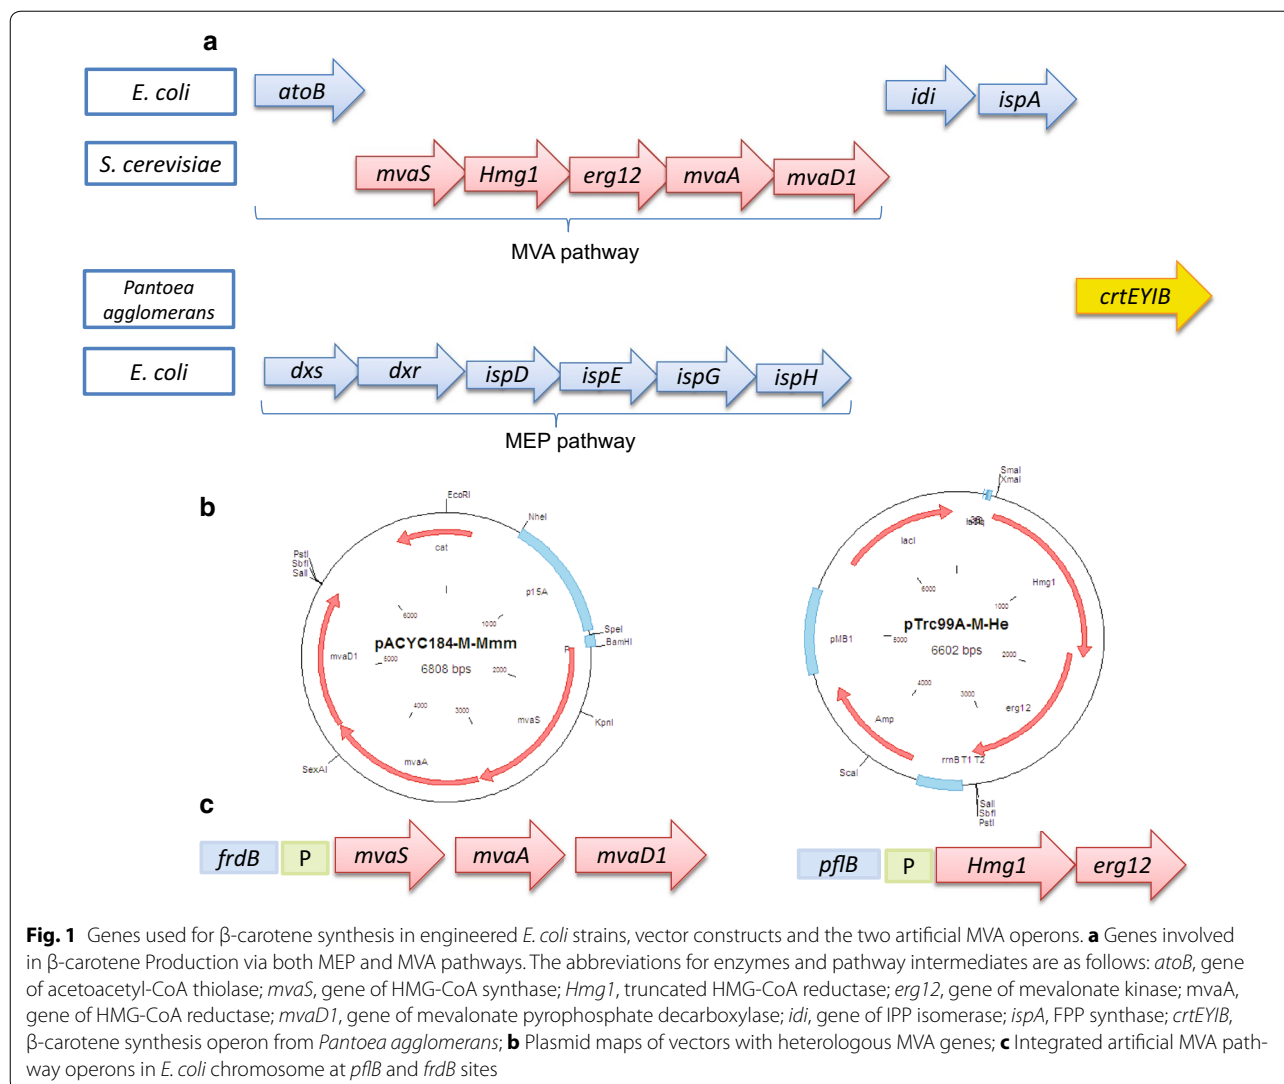 a
E. coli
atoB
idi
ispA
S. cerevisiae
mvaS
Hmg1
erg12
mvaA
mvaD1
MVA pathway
Pantoea
agglomerans
crtEYIB
E. coli
dxs
dxr
ispD
ispE
ispG
ispH
MEP pathway
b
EcoRI
NheI
cat
PstI
SbfI
SalI
p15A
6000
1000
SpeI
BamHI
P
pACYC184-M-Mmm
6808 bps
mvaD1
5000
2000
4000
3000
mvaS
KpnI
mvaA
SexAI
SmaI
XmaI
lacI
Hmg1
6000
1000
pTrc99A-M-He
6602 bps
pMB1
5000
2000
4000
3000
erg12
Amp
rrnBT1 T2
ScaI
SalI
SbfI
PstI
c
frdB
P
mvaS
mvaA
mvaD1
pflB
P
Hmg1
erg12
Fig. 1 Genes used for β-carotene synthesis in engineered E. coli strains, vector constructs and the two artificial MVA operons. a Genes involved
in β-carotene Production via both MEP and MVA pathways. The abbreviations for enzymes and pathway intermediates are as follows: atoB, gene
of acetoacetyl-CoA thiolase; mvaS, gene of HMG-CoA synthase; Hmg1, truncated HMG-CoA reductase; erg12, gene of mevalonate kinase; mvaA,
gene of HMG-CoA reductase; mvaD1, gene of mevalonate pyrophosphate decarboxylase; idi, gene of IPP isomerase; ispA, FPP synthase; crtEYIB,
β-carotene synthesis operon from Pantoea agglomerans; b Plasmid maps of vectors with heterologous MVA genes; c Integrated artificial MVA path-
way operons in E. coli chromosome at pflB and frdB sites